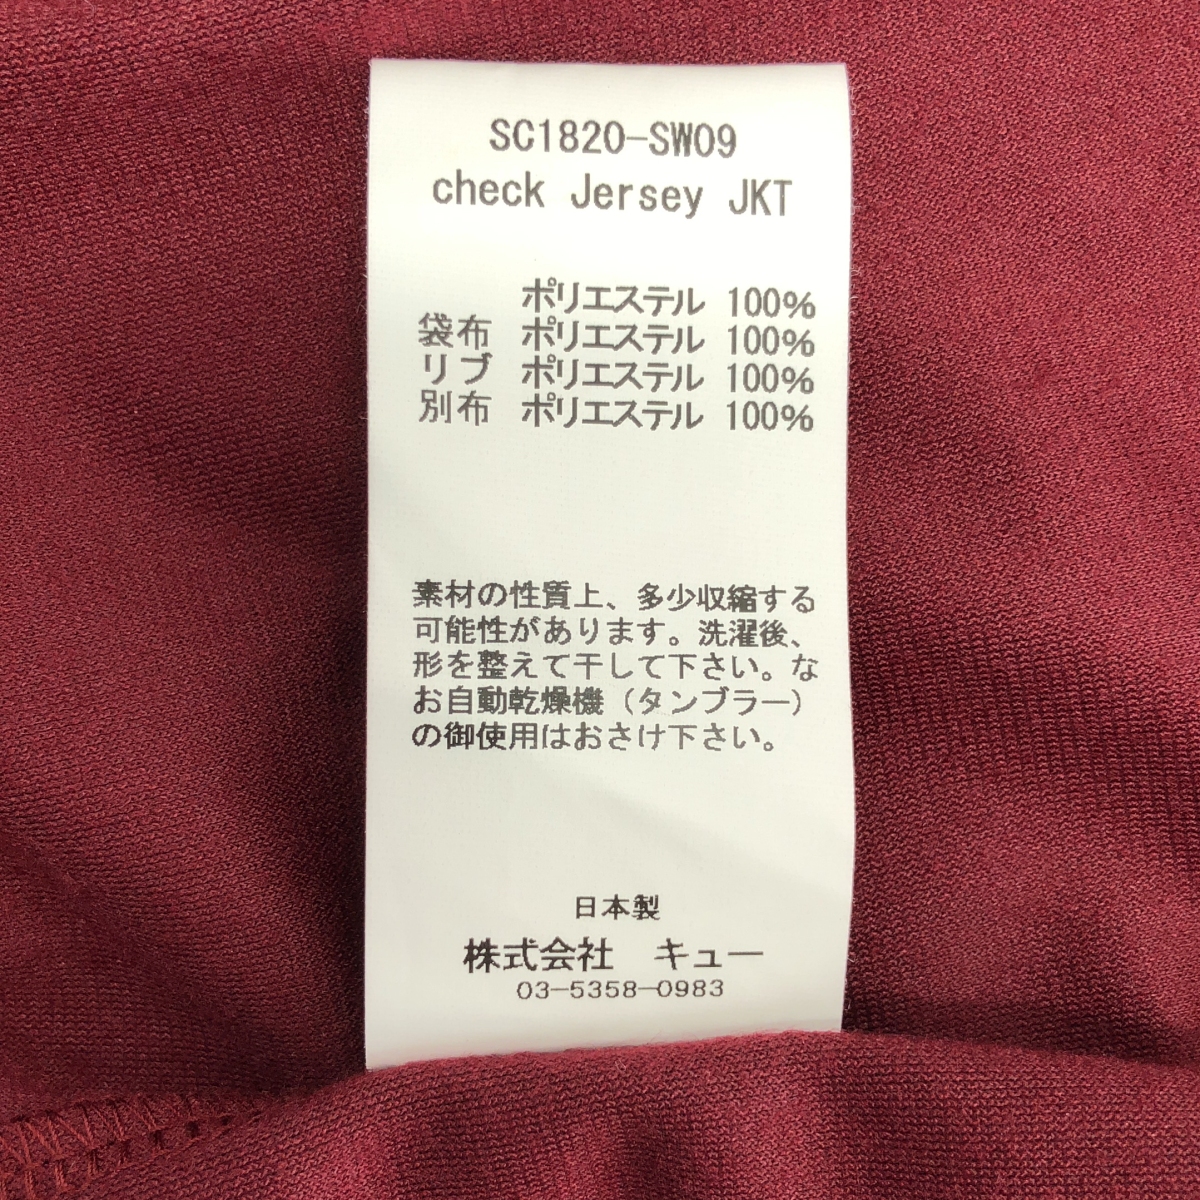 SC1820-SW09
check Jersey JKT
ポリエステル 100%
袋布 ポリエステル 100%
リブ ポリエステル 100%
別布 ポリエステル 100%
素材の性質上、多少収縮する
可能性があります。洗濯後、
形を整えて干して下さい。な
お自動乾燥機（タンブラー）
の御使用はおさけ下さい。
日本製
株式会社 キュー
03-5358-0983